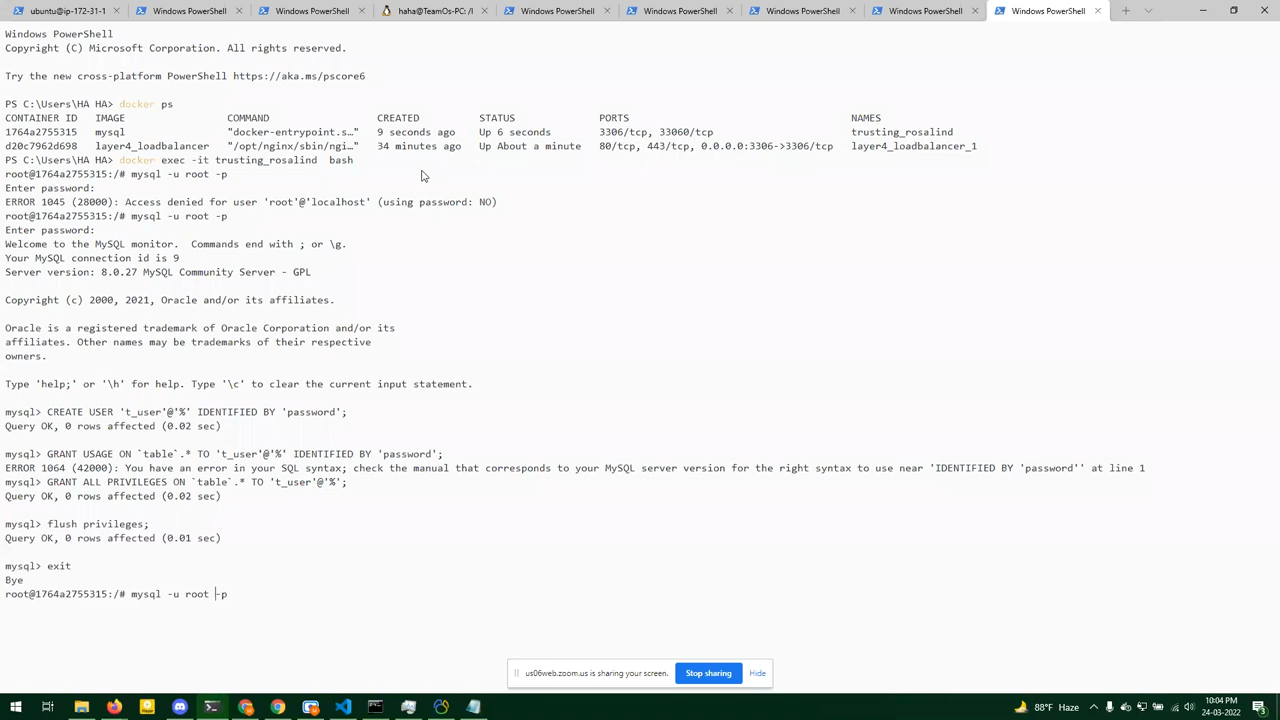 ubuntu@ip-172-31-1
Windows PowerShell
Windows PowerShell
haha@TeamOs-PC: /
Windows PowerShell
Windows PowerShell
Windows PowerShell
Windows PowerShell
Windows PowerShell
Windows PowerShell
Copyright (C) Microsoft Corporation. All rights reserved.
Try the new cross-platform PowerShell https://aka.ms/pscore6
PS C:\Users\HA HA> docker ps
CONTAINER ID IMAGE COMMAND CREATED STATUS PORTS NAMES
1764a2755315 mysql "docker-entrypoint.s…" 9 seconds ago Up 6 seconds 3306/tcp, 33060/tcp trusting_rosalind
d20c7962d698 layer4_loadbalancer "/opt/nginx/sbin/ngi…" 34 minutes ago Up About a minute 80/tcp, 443/tcp, 0.0.0.0:3306->3306/tcp layer4_loadbalancer_1
PS C:\Users\HA HA> docker exec -it trusting_rosalind bash
root@1764a2755315:/# mysql -u root -p
Enter password:
ERROR 1045 (28000): Access denied for user 'root'@'localhost' (using password: NO)
root@1764a2755315:/# mysql -u root -p
Enter password:
Welcome to the MySQL monitor. Commands end with ; or \g.
Your MySQL connection id is 9
Server version: 8.0.27 MySQL Community Server - GPL
Copyright (c) 2000, 2021, Oracle and/or its affiliates.
Oracle is a registered trademark of Oracle Corporation and/or its
affiliates. Other names may be trademarks of their respective
owners.
Type 'help;' or '\h' for help. Type '\c' to clear the current input statement.
mysql> CREATE USER 't_user'@'%' IDENTIFIED BY 'password';
Query OK, 0 rows affected (0.02 sec)
mysql> GRANT USAGE ON `table`.* TO 't_user'@'%' IDENTIFIED BY 'password';
ERROR 1064 (42000): You have an error in your SQL syntax; check the manual that corresponds to your MySQL server version for the right syntax to use near 'IDENTIFIED BY 'password'' at line 1
mysql> GRANT ALL PRIVILEGES ON `table`.* TO 't_user'@'%';
Query OK, 0 rows affected (0.02 sec)
mysql> flush privileges;
Query OK, 0 rows affected (0.01 sec)
mysql> exit
Bye
root@1764a2755315:/# mysql -u root -p
us06web.zoom.us is sharing your screen. Stop sharing Hide
88°F Haze
10:04 PM
24-03-2022
3